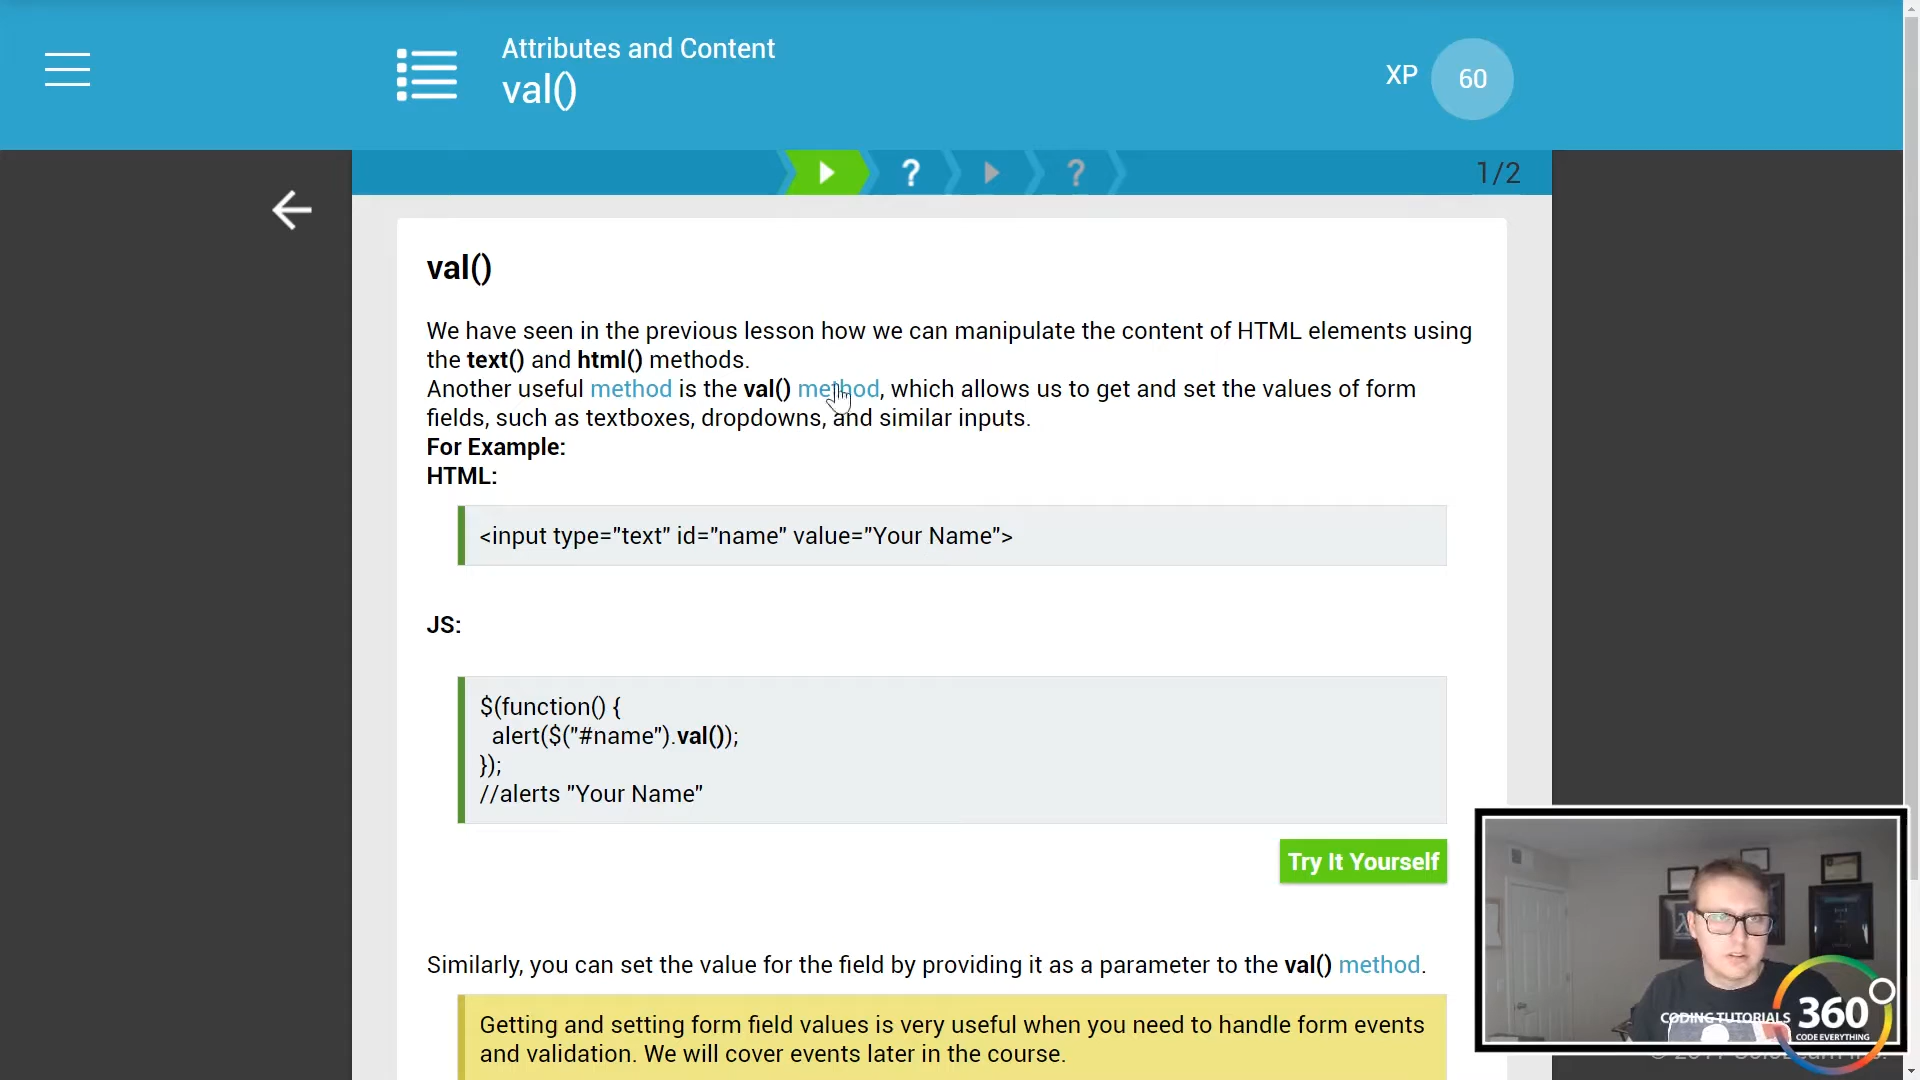 Attributes and Content
val()
XP
60
?
?
1/2
val()
We have seen in the previous lesson how we can manipulate the content of HTML elements using
the text() and html() methods.
Another useful method is the val() method, which allows us to get and set the values of form
fields, such as textboxes, dropdowns, and similar inputs.
For Example:
HTML:
<input type="text" id="name" value="Your Name">
JS:
$(function() {
alert($("#name").val());
});
//alerts "Your Name"
Try It Yourself
Similarly, you can set the value for the field by providing it as a parameter to the val() method.
Getting and setting form field values is very useful when you need to handle form events
and validation. We will cover events later in the course.
CODING TUTORIALS 360
CODE EVERYTHING